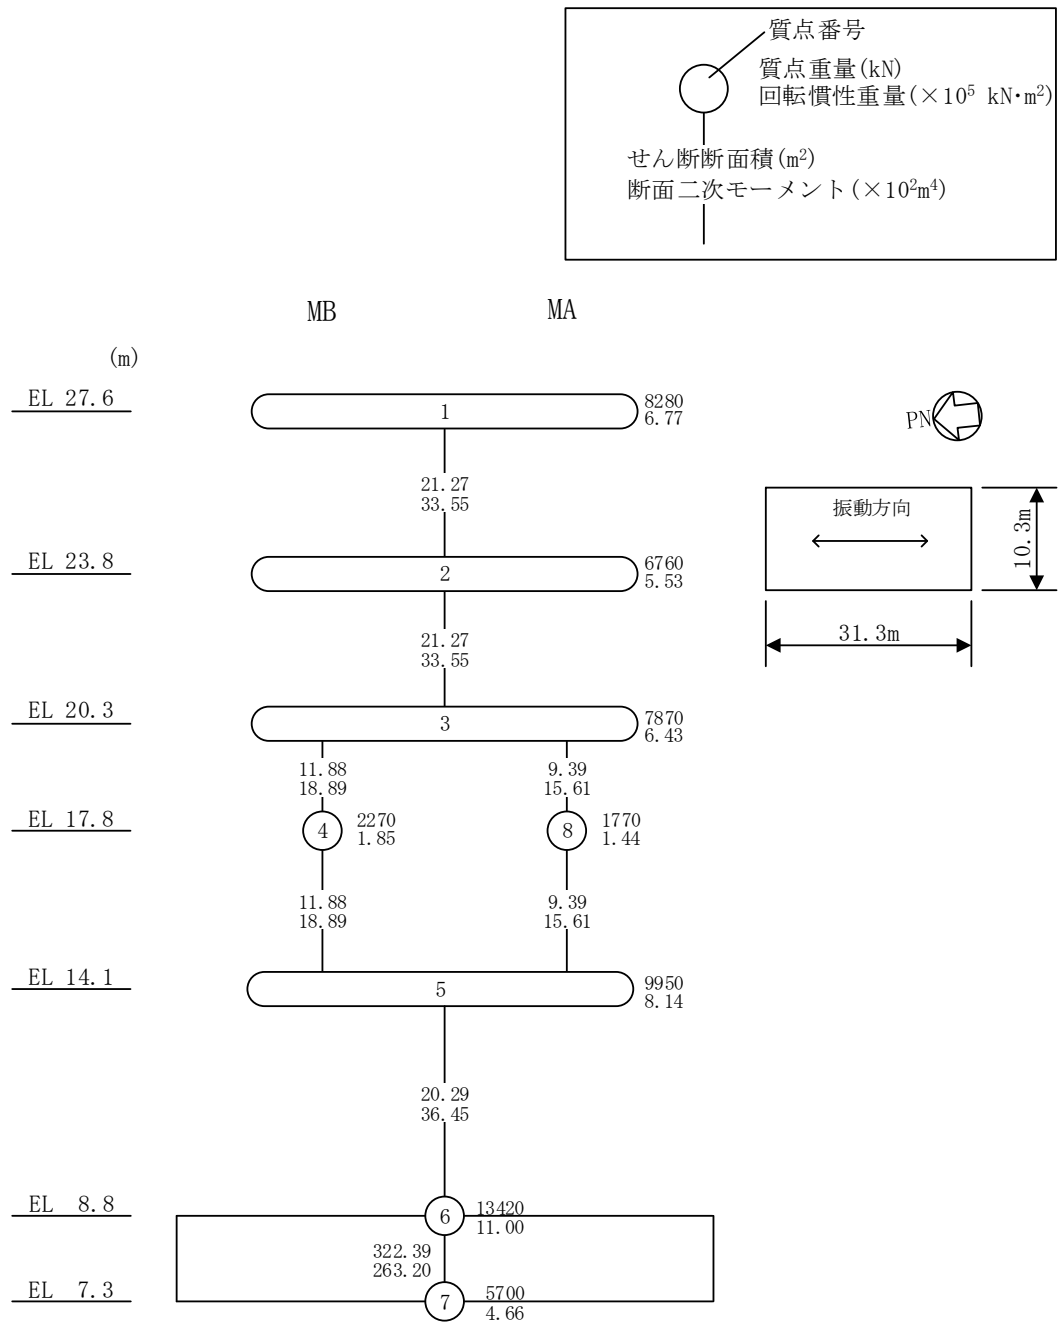 質点番号
質点重量(kN)
回転慣性重量(×10⁵ kN・m²)
せん断断面積(m²)
断面二次モーメント(×10²m⁴)
MB MA
(m)
EL 27.6
1
8280
6.77
PN
21.27
33.55
振動方向
10.3m
EL 23.8
2
6760
5.53
31.3m
21.27
33.55
EL 20.3
3
7870
6.43
11.88
18.89
9.39
15.61
EL 17.8
4
2270
1.85
8
1770
1.44
11.88
18.89
9.39
15.61
EL 14.1
5
9950
8.14
20.29
36.45
EL 8.8
6
13420
11.00
322.39
263.20
EL 7.3
7
5700
4.66